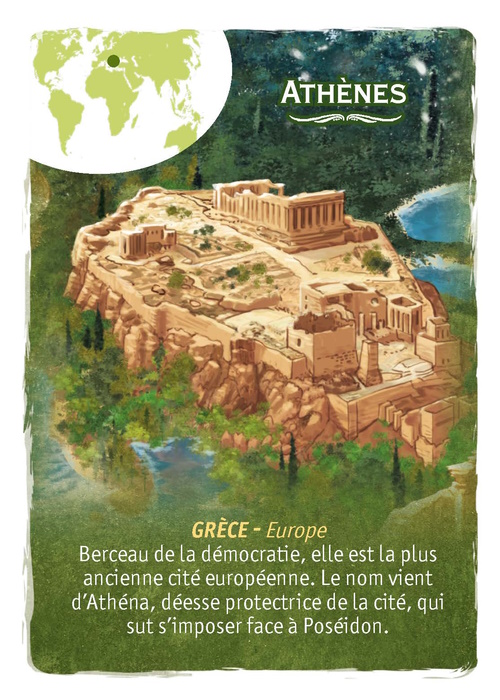 ATHÈNES
GRÈCE - Europe
Berceau de la démocratie, elle est la plus
ancienne cité européenne. Le nom vient
d'Athéna, déesse protectrice de la cité, qui
sut s'imposer face à Poséidon.